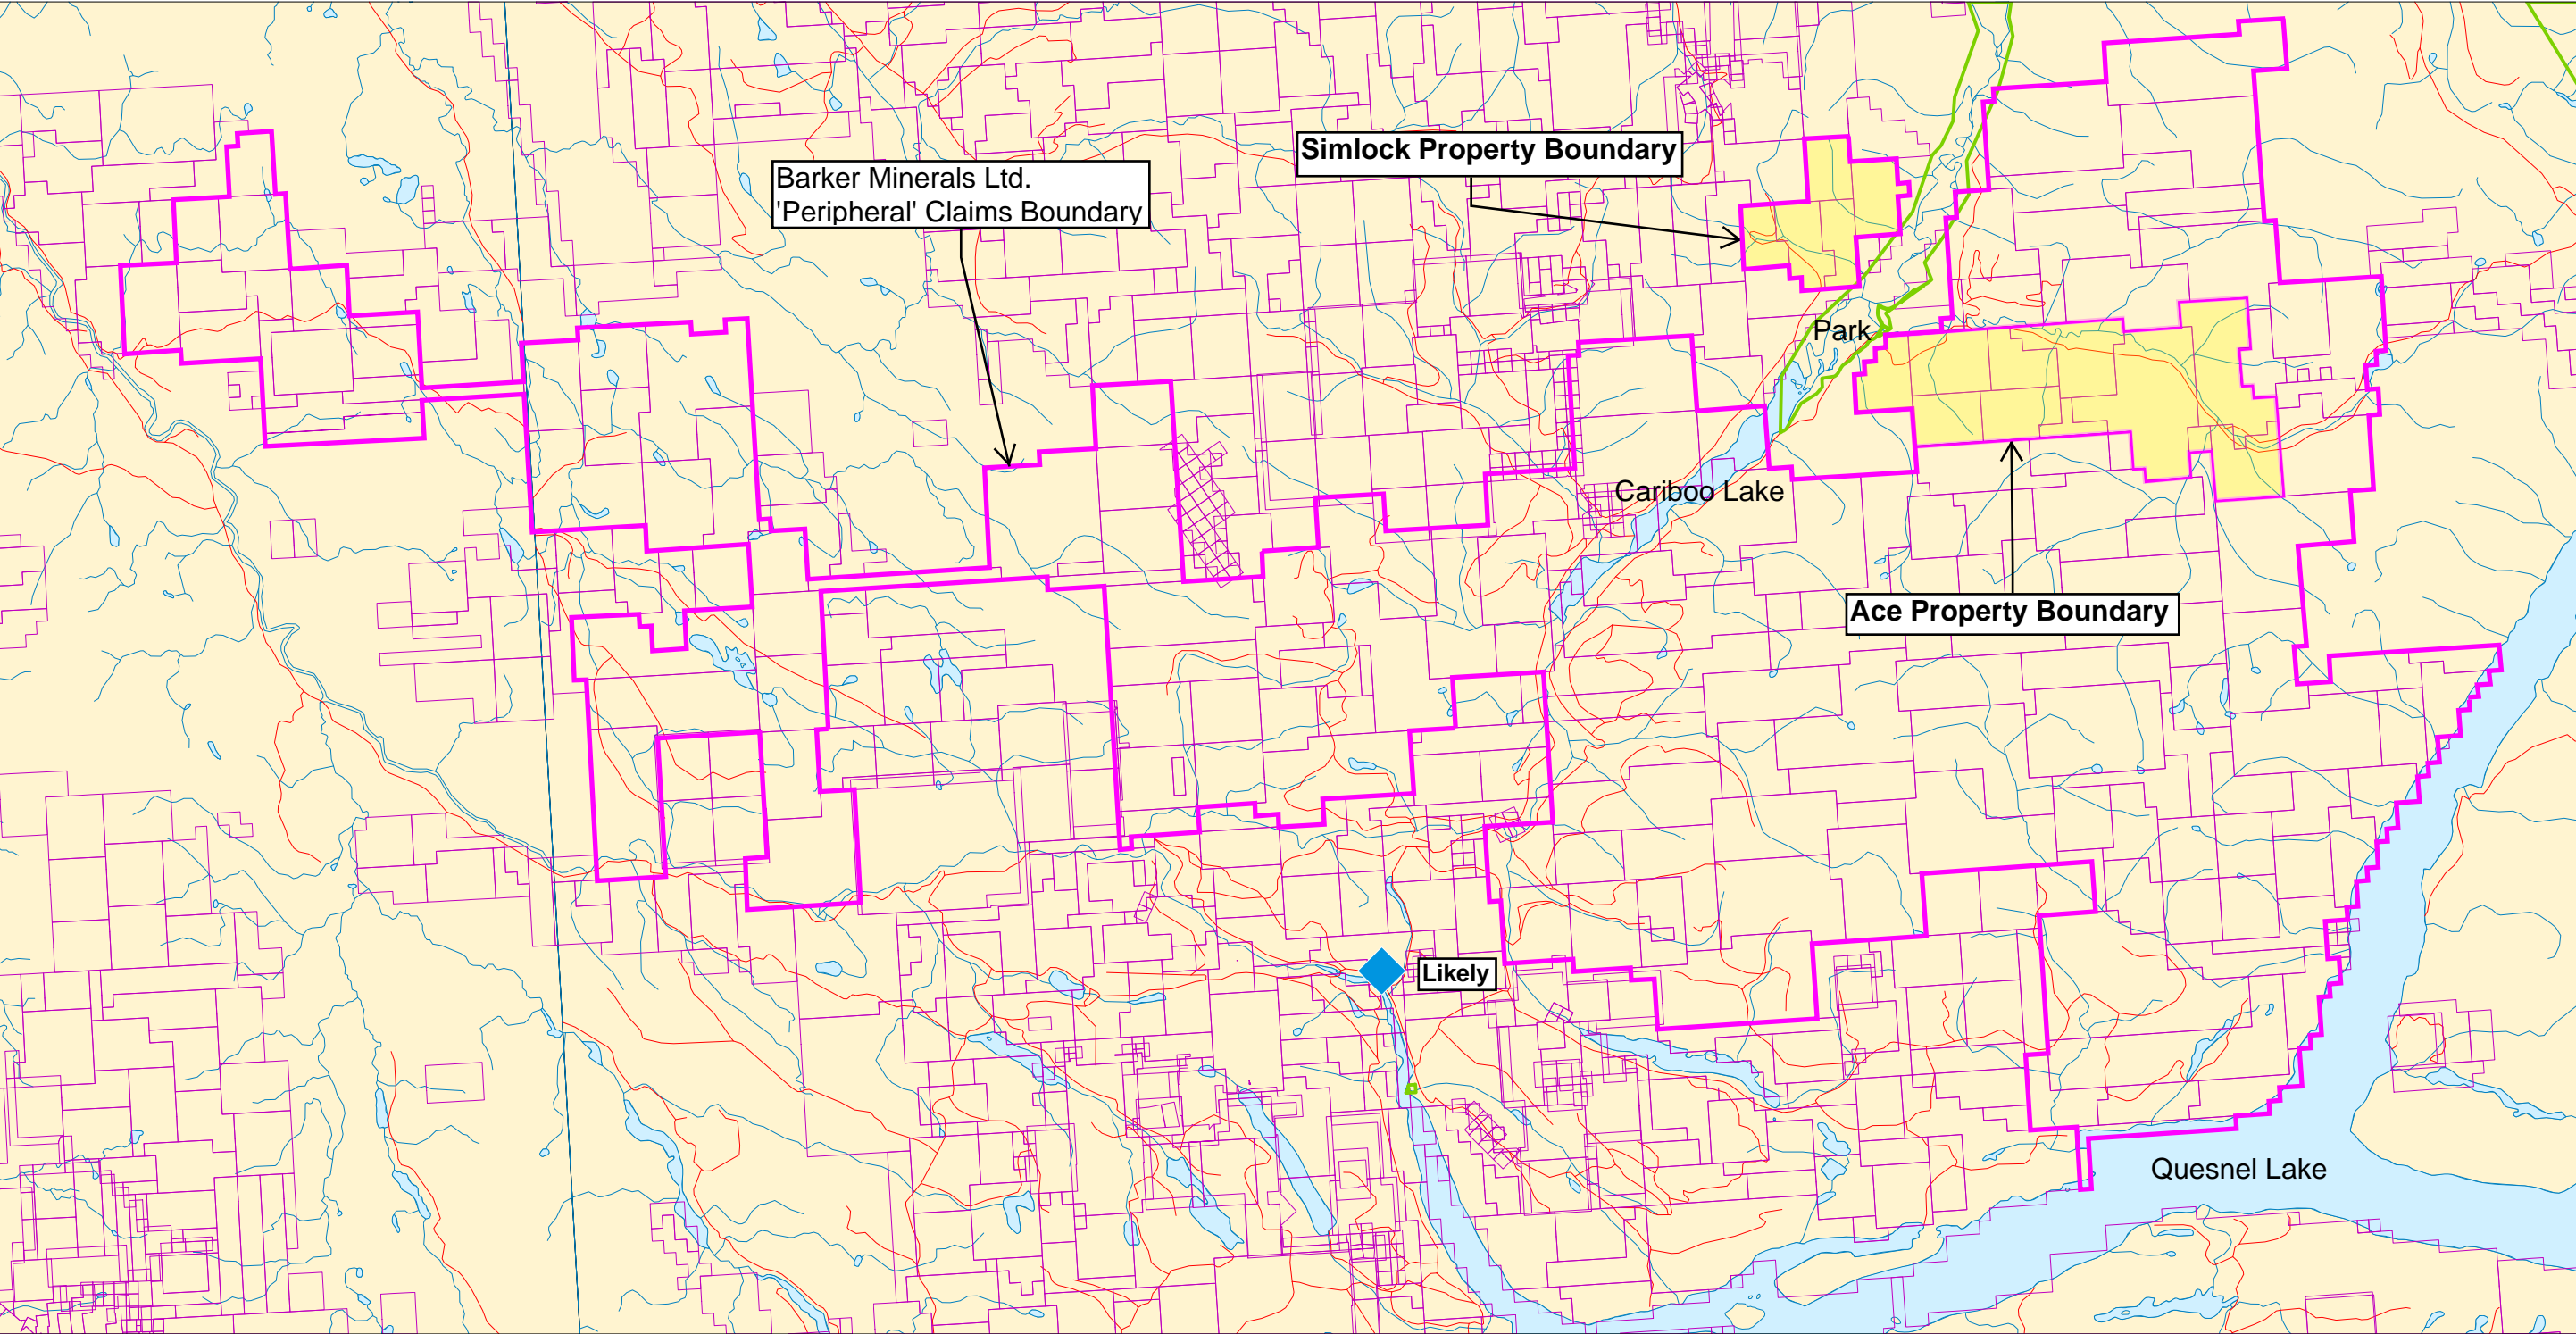 Simlock Property Boundary
Barker Minerals Ltd.
'Peripheral' Claims Boundary
Park
Cariboo Lake
Ace Property Boundary
Likely
Quesnel Lake